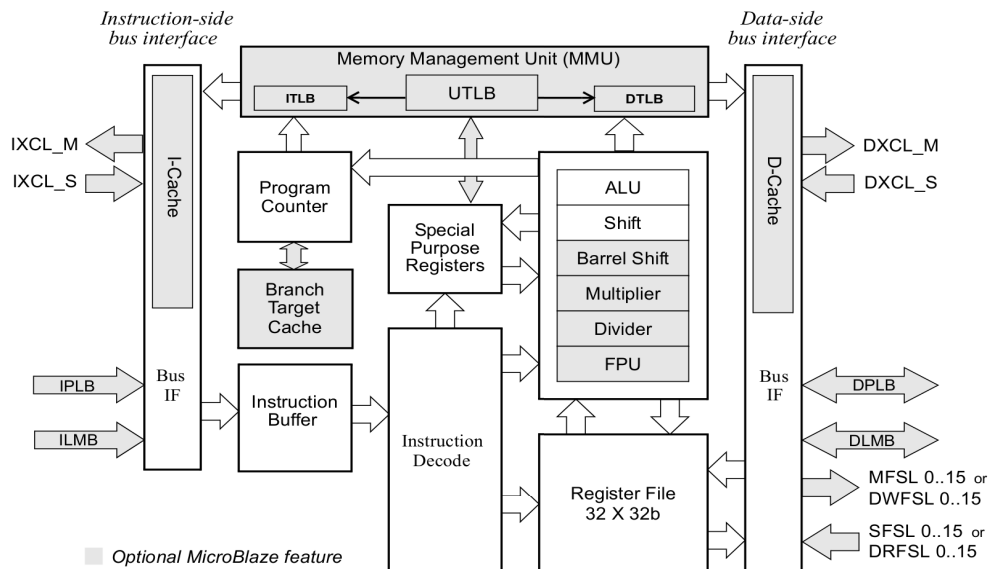 Instruction-side
bus interface
Data-side
bus interface
Memory Management Unit (MMU)
ITLB
UTLB
DTLB
IXCL_M
IXCL_S
I-Cache
Program
Counter
Special
Purpose
Registers
ALU
Shift
Barrel Shift
Multiplier
Divider
FPU
D-Cache
DXCL_M
DXCL_S
Branch
Target
Cache
IPLB
ILMB
Bus
IF
Instruction
Buffer
Instruction
Decode
Register File
32 X 32b
Bus
IF
DPLB
DLMB
MFSL 0..15 or
DWFSL 0..15
SFSL 0..15 or
DRFSL 0..15
Optional MicroBlaze feature